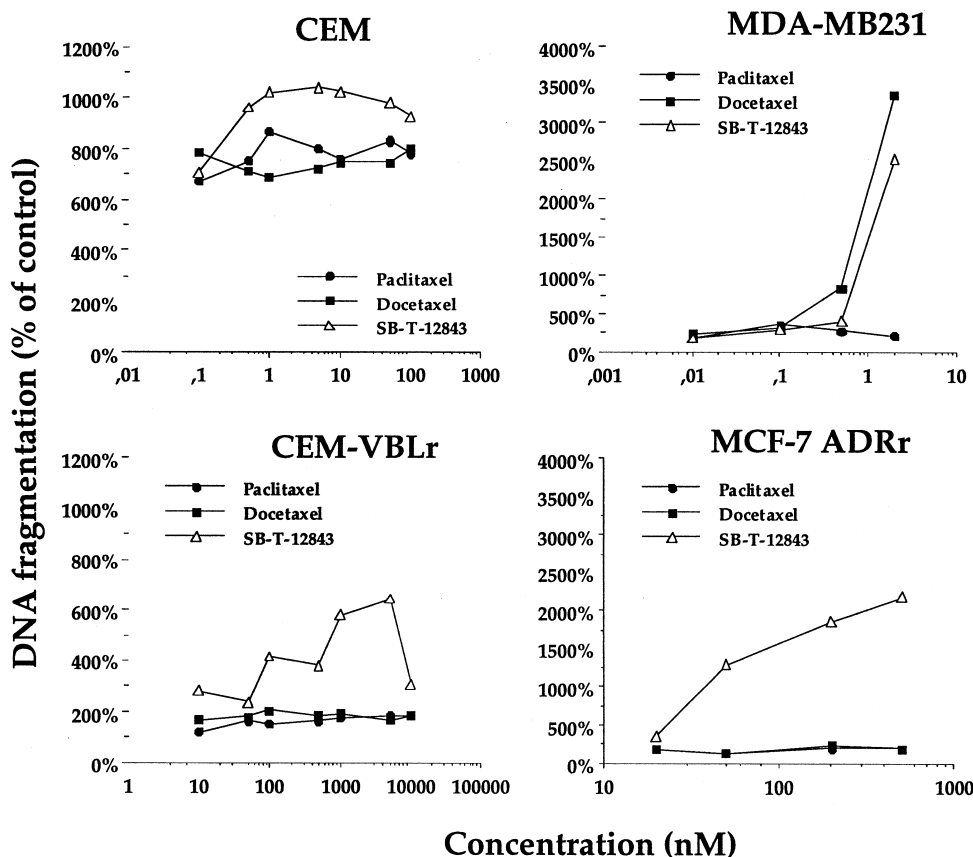 DNA fragmentation (% of control)
CEM
1200%
1000%
800%
600%
400%
200%
0%
,01
,1
1
10
100
1000
Paclitaxel
Docetaxel
SB-T-12843
MDA-MB231
4000%
3500%
3000%
2500%
2000%
1500%
1000%
500%
0%
,001
,01
,1
1
10
Paclitaxel
Docetaxel
SB-T-12843
CEM-VBLr
1200%
1000%
800%
600%
400%
200%
0%
1
10
100
1000
10000
100000
Paclitaxel
Docetaxel
SB-T-12843
MCF-7 ADRr
4000%
3500%
3000%
2500%
2000%
1500%
1000%
500%
0%
10
100
1000
Paclitaxel
Docetaxel
SB-T-12843
Concentration (nM)